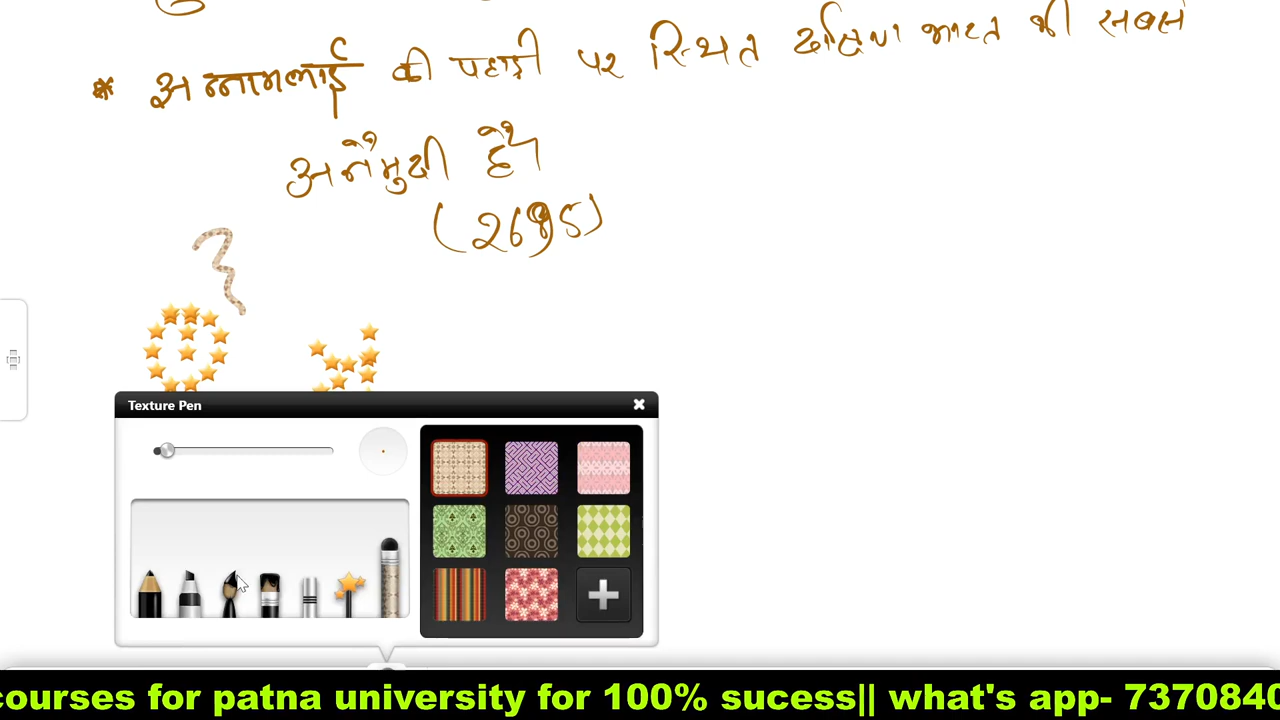 * अन्नामलाई की पहाड़ी पर स्थित दक्षिण भारत की सबसे
अनैमुदी है।
(2695)
Texture Pen
courses for patna university for 100% sucess|| what's app- 7370840